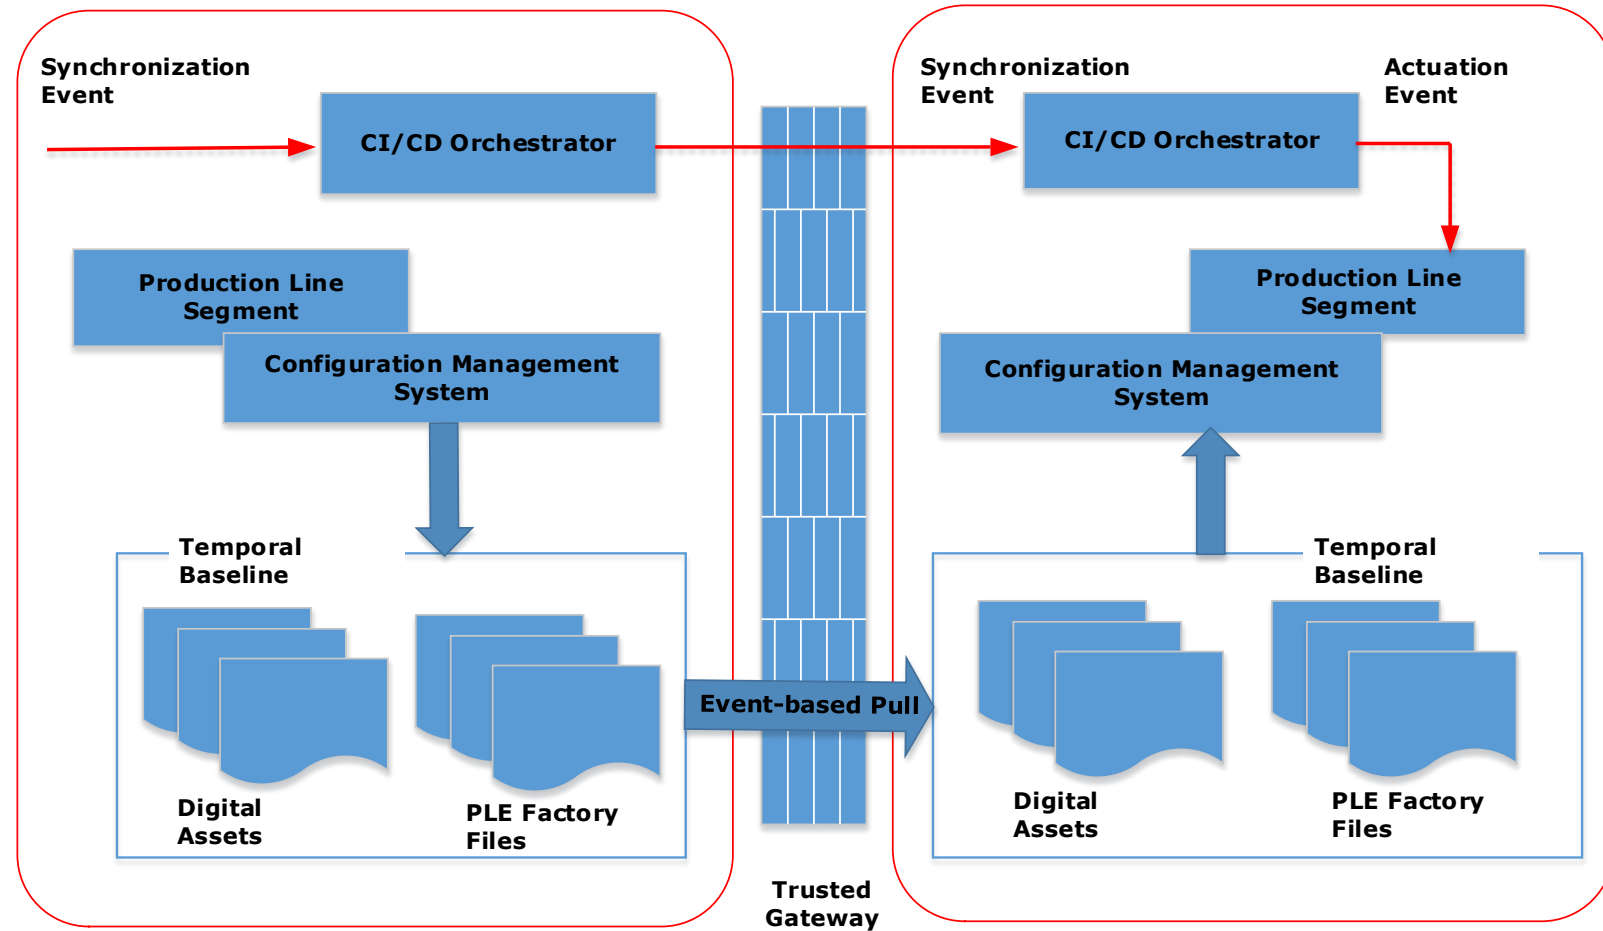 Synchronization
Event
CI/CD Orchestrator
Production Line
Segment
Configuration Management
System
Temporal
Baseline
Digital
Assets
PLE Factory
Files
Event-based Pull
Trusted
Gateway
Synchronization
Event
Actuation
Event
CI/CD Orchestrator
Production Line
Segment
Configuration Management
System
Temporal
Baseline
Digital
Assets
PLE Factory
Files